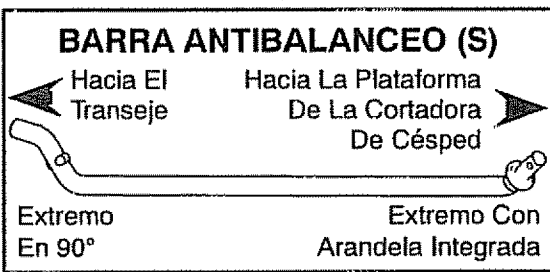 BARRA ANTIBALANCEO (S)
Hacia El
Transeje
Hacia La Plataforma
De La Cortadora
De Césped
Extremo
En 90°
Extremo Con
Arandela Integrada